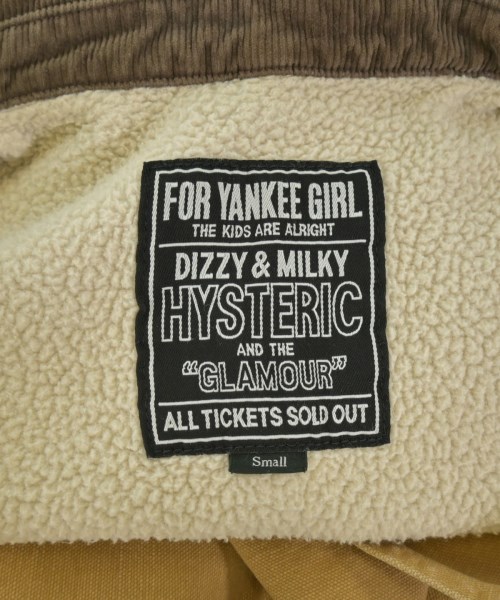 FOR YANKEE GIRL
THE KIDS ARE ALRIGHT
DIZZY & MILKY
HYSTERIC
AND THE
"GLAMOUR"
ALL TICKETS SOLD OUT
Small